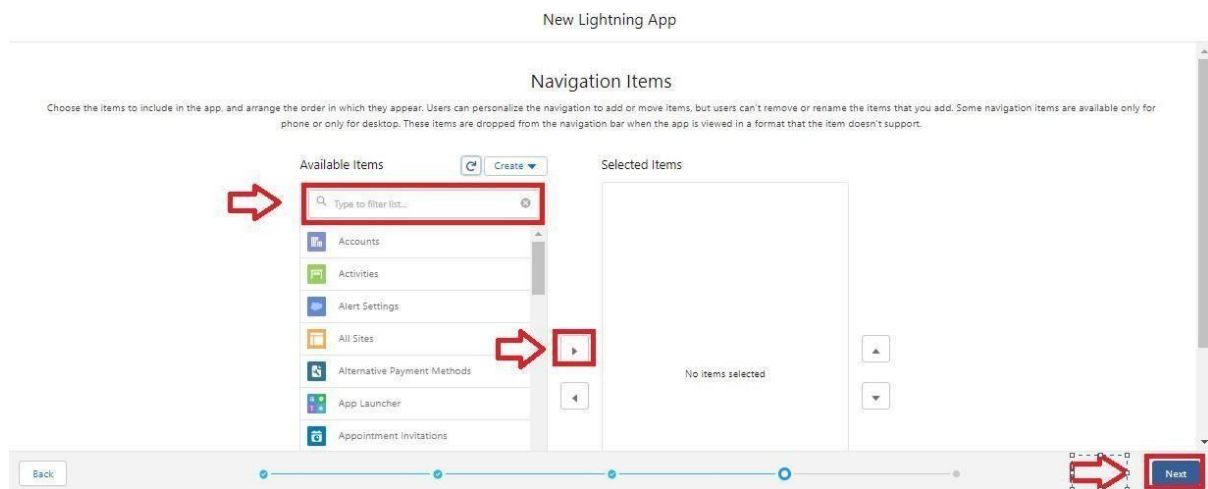 New Lightning App
Navigation Items
Choose the items to include in the app, and arrange the order in which they appear. Users can personalize the navigation to add or move items, but users can't remove or rename the items that you add. Some navigation items are available only for
phone or only for desktop. These items are dropped from the navigation bar when the app is viewed in a format that the item doesn't support.
Available Items
Create
Selected Items
Type to filter list...
Accounts
Activities
Alert Settings
All Sites
Alternative Payment Methods
No items selected
App Launcher
Appointment Invitations
Back
Next